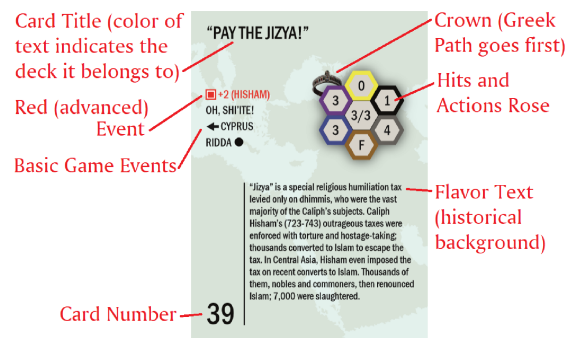 Card Title (color of
text indicates the
deck it belongs to)
"PAY THE JIZYA!"
Crown (Greek
Path goes first)
Red (advanced)
Event
+2 (HISHAM)
OH, SHI'ITE!
CYPRUS
RIDDA
Basic Game Events
0
3
1
3/3
3
4
F
Hits and
Actions Rose
"Jizya" is a special religious humiliation tax
levied only on dhimmis, who were the vast
majority of the Caliph's subjects. Caliph
Hisham's (723-743) outrageous taxes were
enforced with torture and hostage-taking;
thousands converted to Islam to escape the
tax. In Central Asia, Hisham even imposed the
tax on recent converts to Islam. Thousands of
them, nobles and commoners, then renounced
Islam; 7,000 were slaughtered.
Flavor Text
(historical
background)
Card Number
39